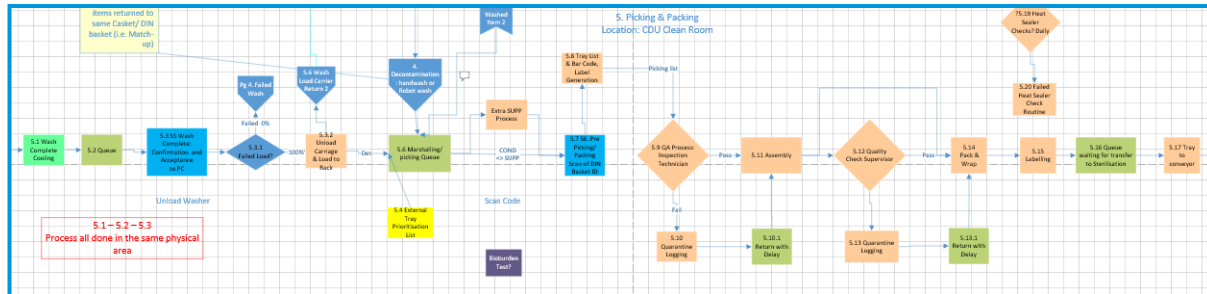 items returned to
same Casket/ DIN
basket (i.e. Match-
up)
Washed
Item 2
5. Picking & Packing
Location: CDU Clean Room
75.19 Heat
Sealer
Checks? Daily
Pg 4. Failed
Wash
5.6 Wash
Load Carrier
Return 2
4.
Decontamination
: handwash or
Robot wash
5.8 Tray List
& Bar Code,
Label
Generation
Picking list
5.20 Failed
Heat Sealer
Check
Routine
Failed 0%
Extra SUPP
Process
5.1 Wash
Complete
Cooling
5.2 Queue
5.3 SS Wash
Complete:
Confirmation and
Acceptance
to PC
5.3.1
Failed Load?
100%
5.3.2
Unload
Carriage
& Load to
Rack
5.6 Marshalling/
picking Queue
COND
<> SUPP
5.7 S6. Pre
Picking/
Packing
Scan of DIN
Basket ID
5.9 QA Process:
Inspection
Technician
Pass
5.11 Assembly
5.12 Quality
Check Supervisor
Pass
5.14
Pack &
Wrap
5.15
Labelling
5.16 Queue
waiting for transfer
to Sterilisation
5.17 Tray to
conveyor
Unload Washer
5.4 External
Tray
Prioritisation
List
Scan Code
5.1 – 5.2 – 5.3
Process all done in the same physical
area
Fail
5.10
Quarantine
Logging
5.10.1
Return with
Delay
5.13 Quarantine
Logging
5.13.1
Return with
Delay
Bioburden
Test?